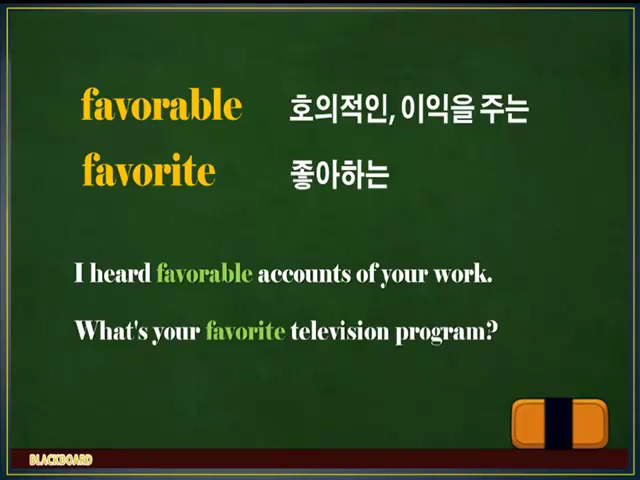 favorable 호의적인, 이익을 주는
favorite 좋아하는
I heard favorable accounts of your work.
What's your favorite television program?
BLACKBOARD